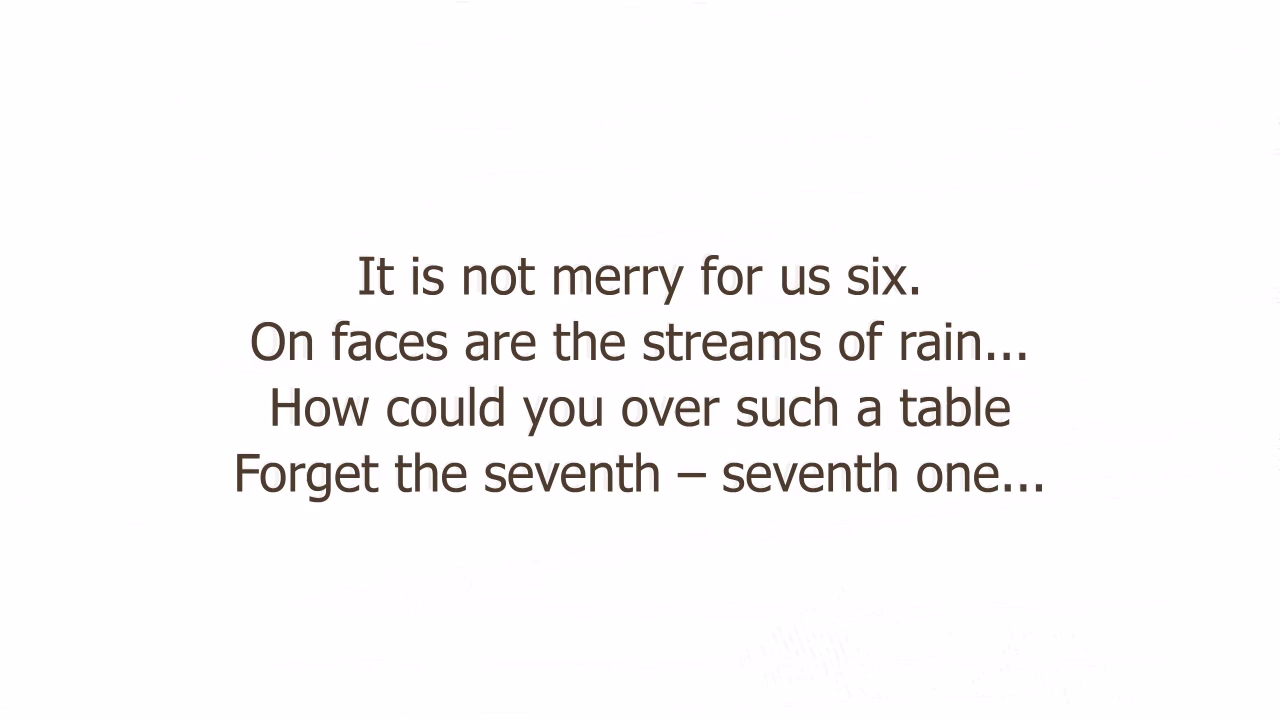 It is not merry for us six.
On faces are the streams of rain...
How could you over such a table
Forget the seventh – seventh one...